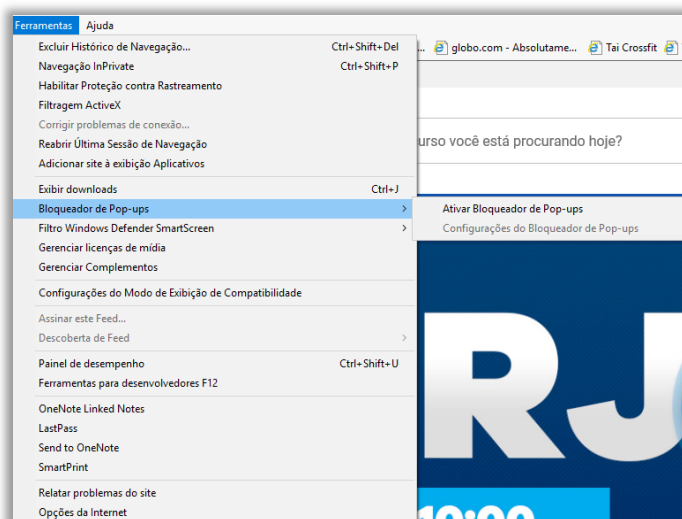 Ferramentas Ajuda
Excluir Histórico de Navegação... Ctrl+Shift+Del
... globo.com - Absolutame... Tai Crossfit
Navegação InPrivate Ctrl+Shift+P
Habilitar Proteção contra Rastreamento
Filtragem ActiveX
Corrigir problemas de conexão...
Reabrir Última Sessão de Navegação
urso você está procurando hoje?
Adicionar site à exibição Aplicativos
Exibir downloads Ctrl+J
Bloqueador de Pop-ups
Ativar Bloqueador de Pop-ups
Filtro Windows Defender SmartScreen
Configurações do Bloqueador de Pop-ups
Gerenciar licenças de mídia
Gerenciar Complementos
Configurações do Modo de Exibição de Compatibilidade
Assinar este Feed...
Descoberta de Feed
Painel de desempenho Ctrl+Shift+U
Ferramentas para desenvolvedores F12
RJ
OneNote Linked Notes
LastPass
Send to OneNote
SmartPrint
Relatar problemas do site
Opções da Internet